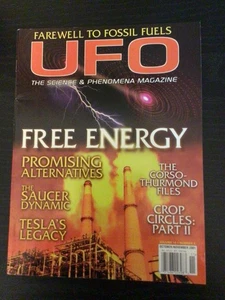 FAREWELL TO FOSSIL FUELS
UFO
THE SCIENCE & PHENOMENA MAGAZINE
FREE ENERGY
PROMISING
ALTERNATIVES
THE
SAUCER
DYNAMIC
TESLA'S
LEGACY
THE
CORSO-
THURMOND
FILES
CROP
CIRCLES:
PART II